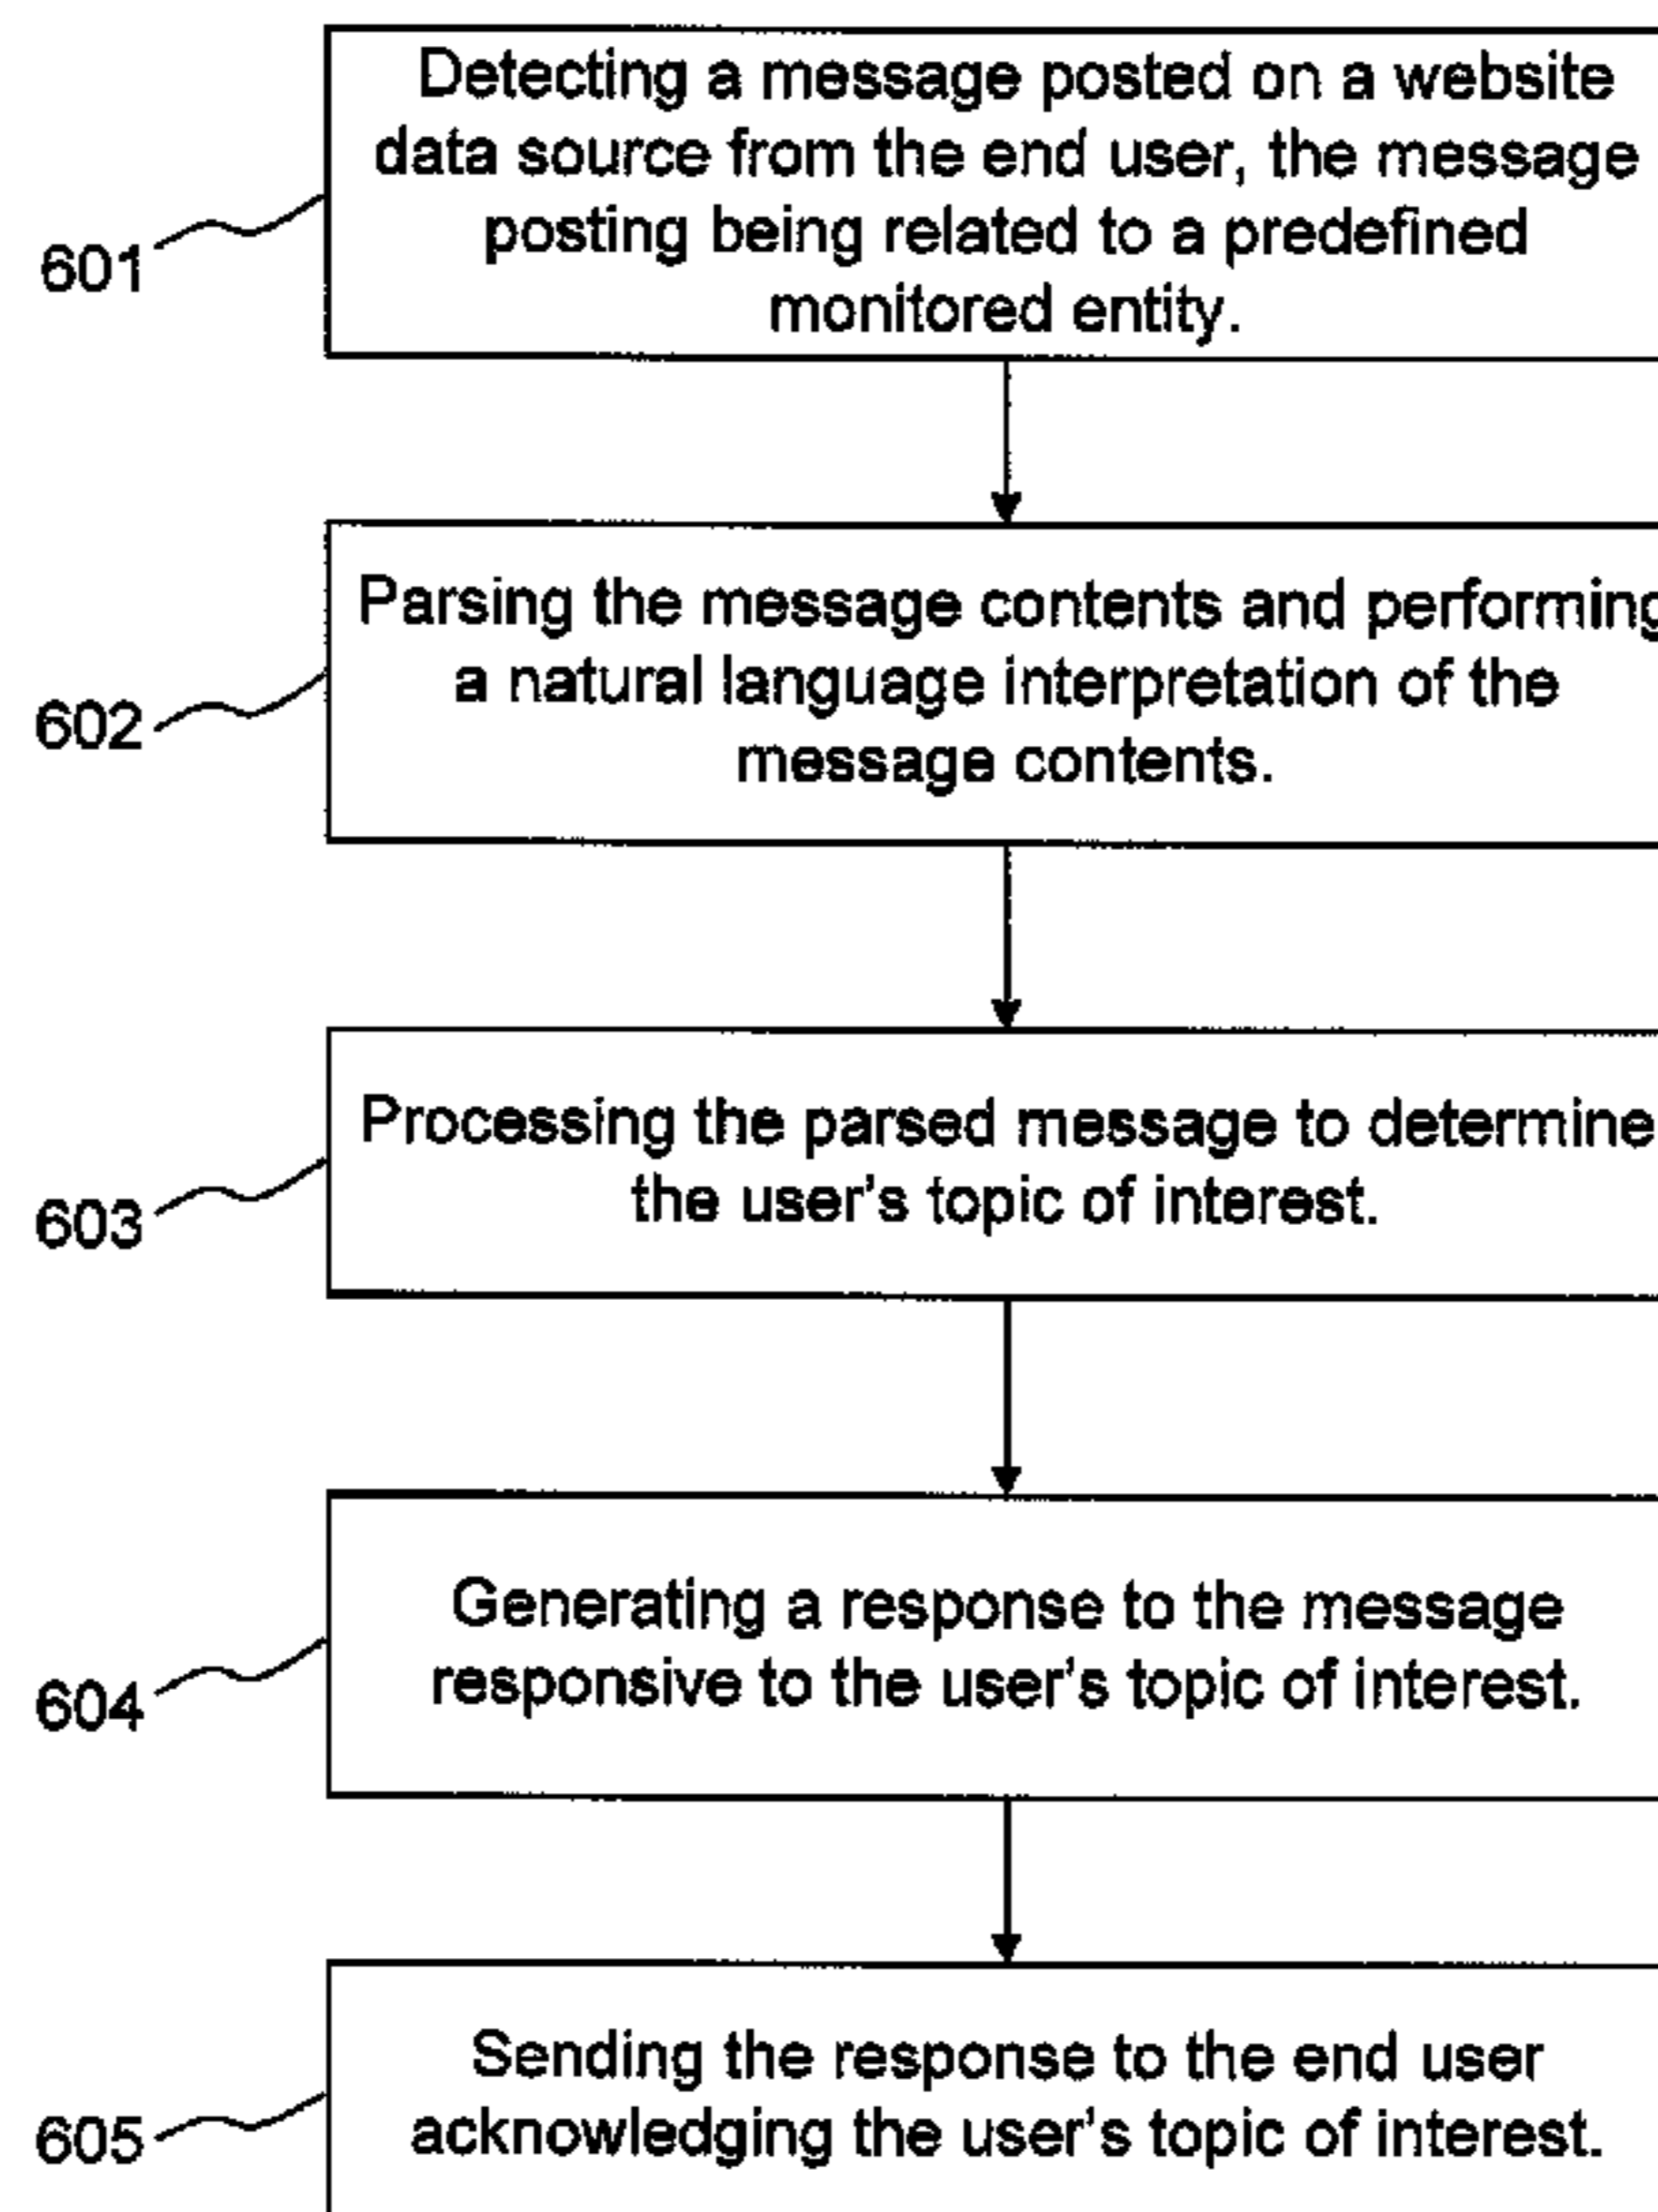 Detecting a message posted on a website
data source from the end user, the message
posting being related to a predefined
monitored entity.
601
Parsing the message contents and performing
a natural language interpretation of the
message contents.
602
Processing the parsed message to determine
the user's topic of interest.
603
Generating a response to the message
responsive to the user's topic of interest.
604
Sending the response to the end user
acknowledging the user's topic of interest.
605